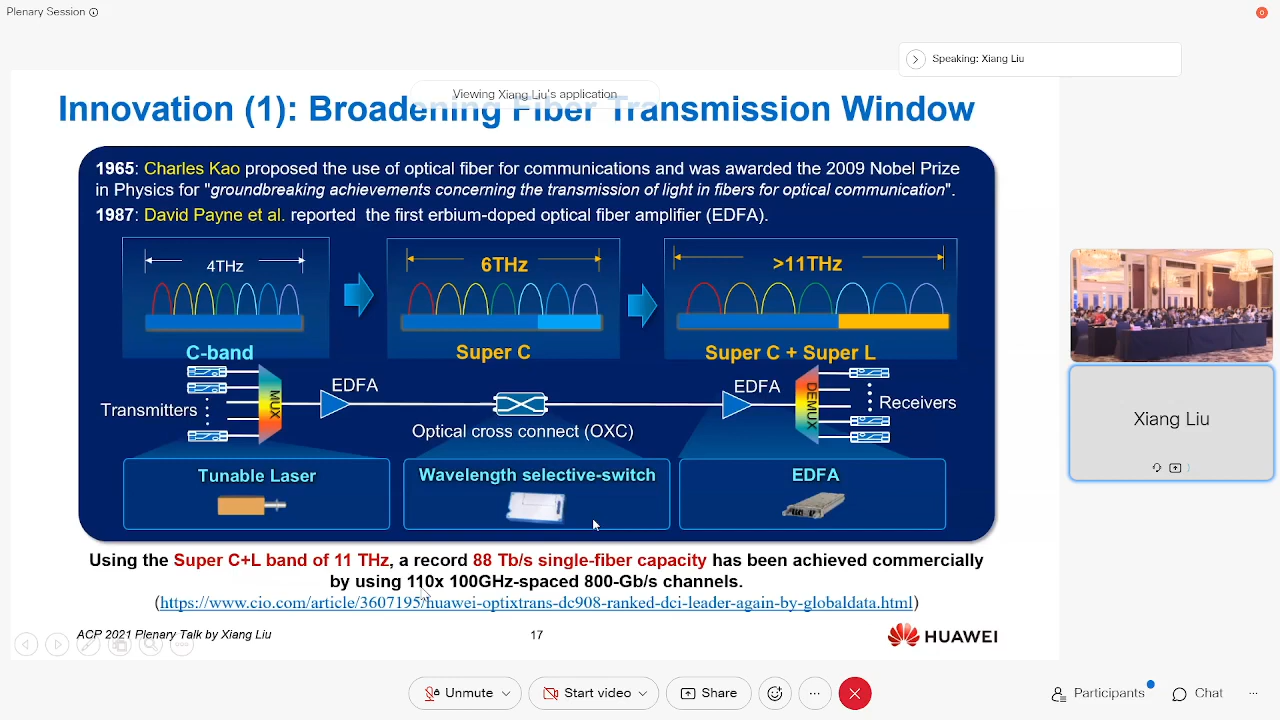 Plenary Session
Speaking: Xiang Liu
Viewing Xiang Liu's application
Innovation (1): Broadening Fiber Transmission Window
1965: Charles Kao proposed the use of optical fiber for communications and was awarded the 2009 Nobel Prize
in Physics for "groundbreaking achievements concerning the transmission of light in fibers for optical communication".
1987: David Payne et al. reported the first erbium-doped optical fiber amplifier (EDFA).
4THz
6THz
>11THz
C-band
Super C
Super C + Super L
MUX
EDFA
EDFA
DEMUX
Transmitters
Receivers
Optical cross connect (OXC)
Tunable Laser
Wavelength selective-switch
EDFA
Using the Super C+L band of 11 THz, a record 88 Tb/s single-fiber capacity has been achieved commercially
by using 110x 100GHz-spaced 800-Gb/s channels.
(https://www.cio.com/article/3607195/huawei-optixtrans-dc908-ranked-dci-leader-again-by-globaldata.html)
ACP 2021 Plenary Talk by Xiang Liu
17
HUAWEI
Xiang Liu
Unmute
Start video
Share
Participants
Chat